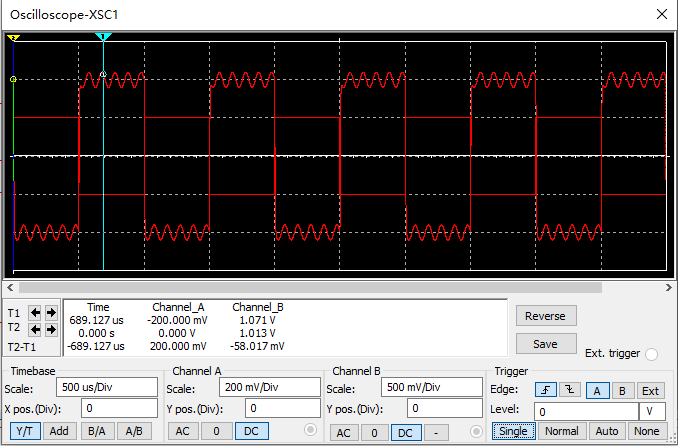 Oscilloscope-XSC1
2 1
T1
T2
T2-T1
Time Channel_A Channel_B
689.127 us -200.000 mV 1.071 V
0.000 s 0.000 V 1.013 V
-689.127 us 200.000 mV -58.017 mV
Reverse
Save
Ext. trigger
Timebase
Scale: 500 us/Div
X pos.(Div): 0
Y/T Add B/A A/B
Channel A
Scale: 200 mV/Div
Y pos.(Div): 0
AC 0 DC
Channel B
Scale: 500 mV/Div
Y pos.(Div): 0
AC 0 DC -
Trigger
Edge: A B Ext
Level: 0 V
Single Normal Auto None